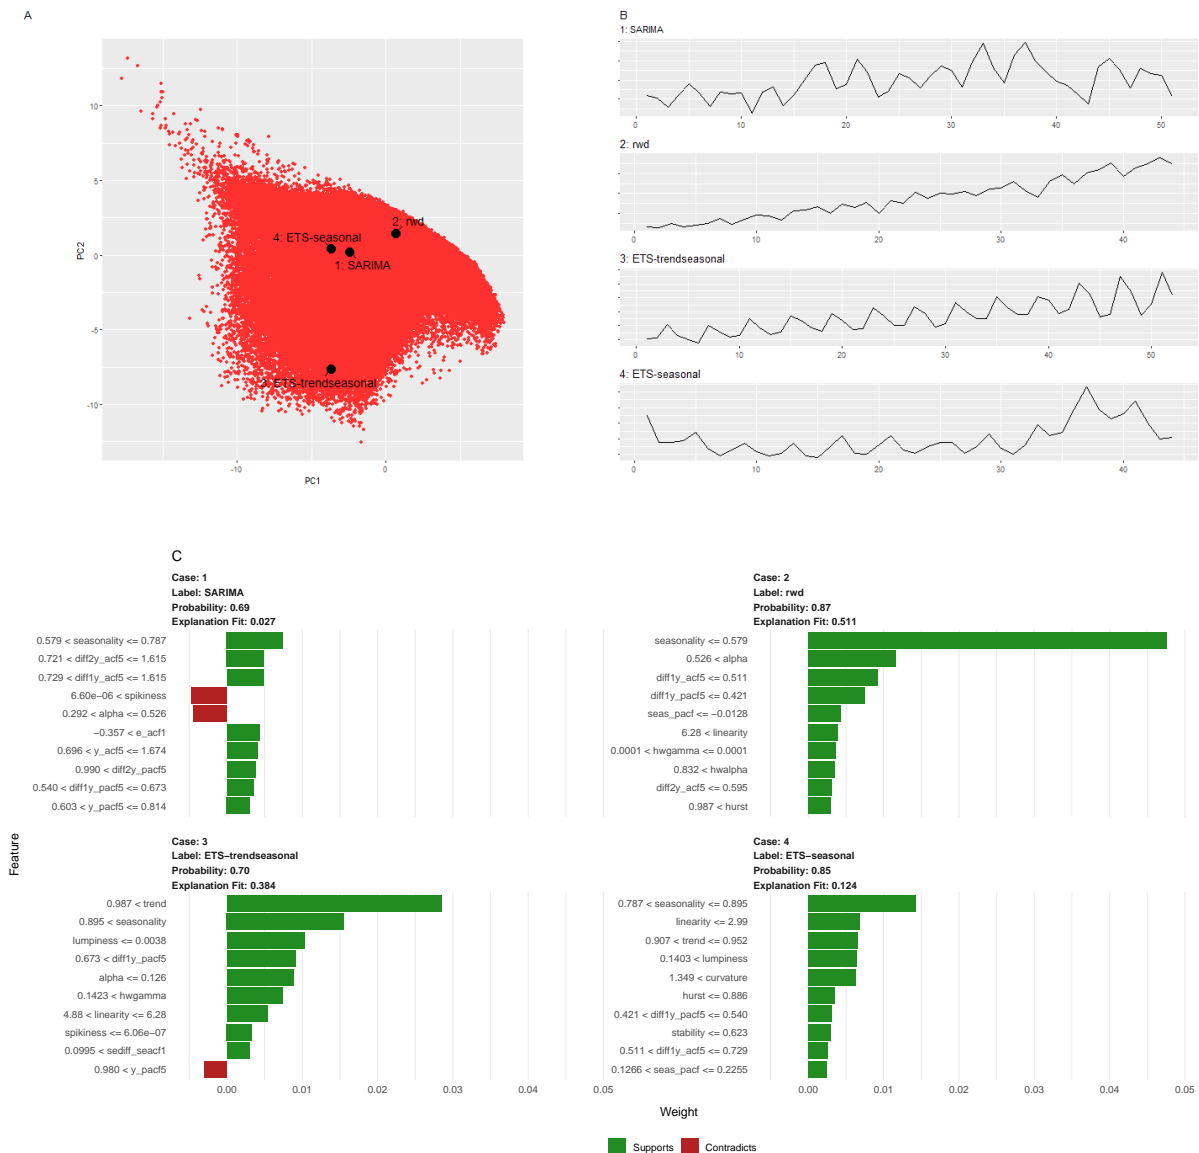 A
10
5
0
-5
-10
PC2
-10
0
PC1
2: rwd
4: ETS-seasonal
1: SARIMA
3: ETS-trendseasonal
B
1: SARIMA
0 10 20 30 40 50
2: rwd
0 10 20 30 40
3: ETS-trendseasonal
0 10 20 30 40 50
4: ETS-seasonal
0 10 20 30 40
C
Case: 1
Label: SARIMA
Probability: 0.69
Explanation Fit: 0.027
0.579 < seasonality <= 0.787
0.721 < diff2y_acf5 <= 1.615
0.729 < diff1y_acf5 <= 1.615
6.60e−06 < spikiness
0.292 < alpha <= 0.526
−0.357 < e_acf1
0.696 < y_acf5 <= 1.674
0.990 < diff2y_pacf5
0.540 < diff1y_pacf5 <= 0.673
0.603 < y_pacf5 <= 0.814
Case: 2
Label: rwd
Probability: 0.87
Explanation Fit: 0.511
seasonality <= 0.579
0.526 < alpha
diff1y_acf5 <= 0.511
diff1y_pacf5 <= 0.421
seas_pacf <= −0.0128
6.28 < linearity
0.0001 < hwgamma <= 0.0001
0.832 < hwalpha
diff2y_acf5 <= 0.595
0.987 < hurst
Feature
Case: 3
Label: ETS−trendseasonal
Probability: 0.70
Explanation Fit: 0.384
0.987 < trend
0.895 < seasonality
lumpiness <= 0.0038
0.673 < diff1y_pacf5
alpha <= 0.126
0.1423 < hwgamma
4.88 < linearity <= 6.28
spikiness <= 6.06e−07
0.0995 < sediff_seacf1
0.980 < y_pacf5
0.00 0.01 0.02 0.03 0.04 0.05
Case: 4
Label: ETS−seasonal
Probability: 0.85
Explanation Fit: 0.124
0.787 < seasonality <= 0.895
linearity <= 2.99
0.907 < trend <= 0.952
0.1403 < lumpiness
1.349 < curvature
hurst <= 0.886
0.421 < diff1y_pacf5 <= 0.540
stability <= 0.623
0.511 < diff1y_acf5 <= 0.729
0.1266 < seas_pacf <= 0.2255
0.00 0.01 0.02 0.03 0.04 0.05
Weight
Supports Contradicts